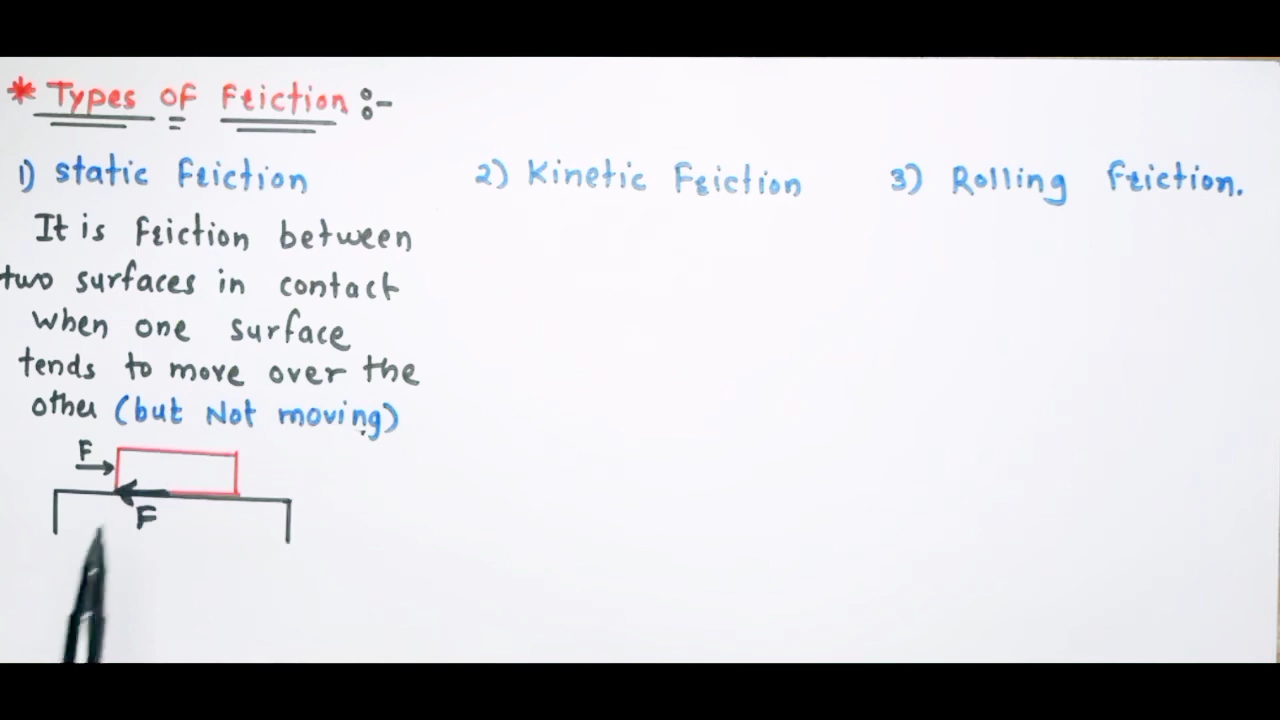 * Types of Friction :-
1) static Friction
2) Kinetic Friction
3) Rolling Friction.
It is Friction between
two surfaces in contact
when one surface
tends to move over the
other (but Not moving)
F
F